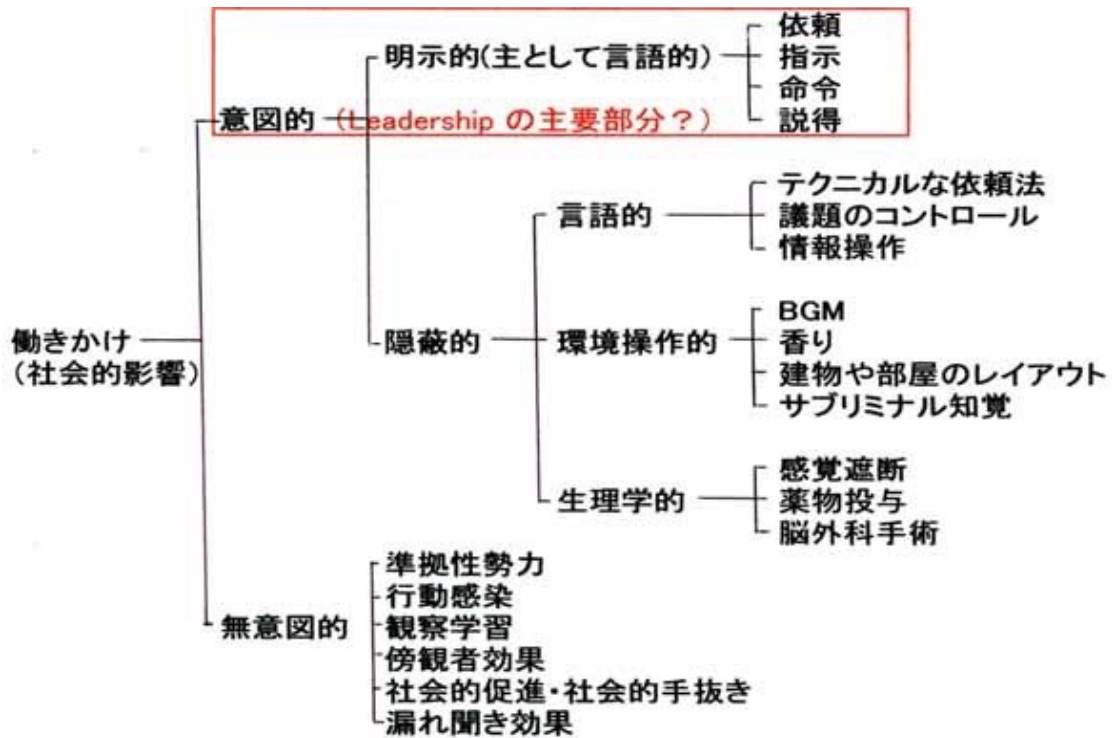 依頼
明示的(主として言語的)
指示
命令
意図的
(Leadership の主要部分？)
説得
テクニカルな依頼法
言語的
議題のコントロール
情報操作
BGM
働きかけ
(社会的影響)
隠蔽的
環境操作的
香り
建物や部屋のレイアウト
サブリミナル知覚
感覚遮断
生理学的
薬物投与
脳外科手術
準拠性勢力
行動感染
無意図的
観察学習
傍観者効果
社会的促進・社会的手抜き
漏れ聞き効果